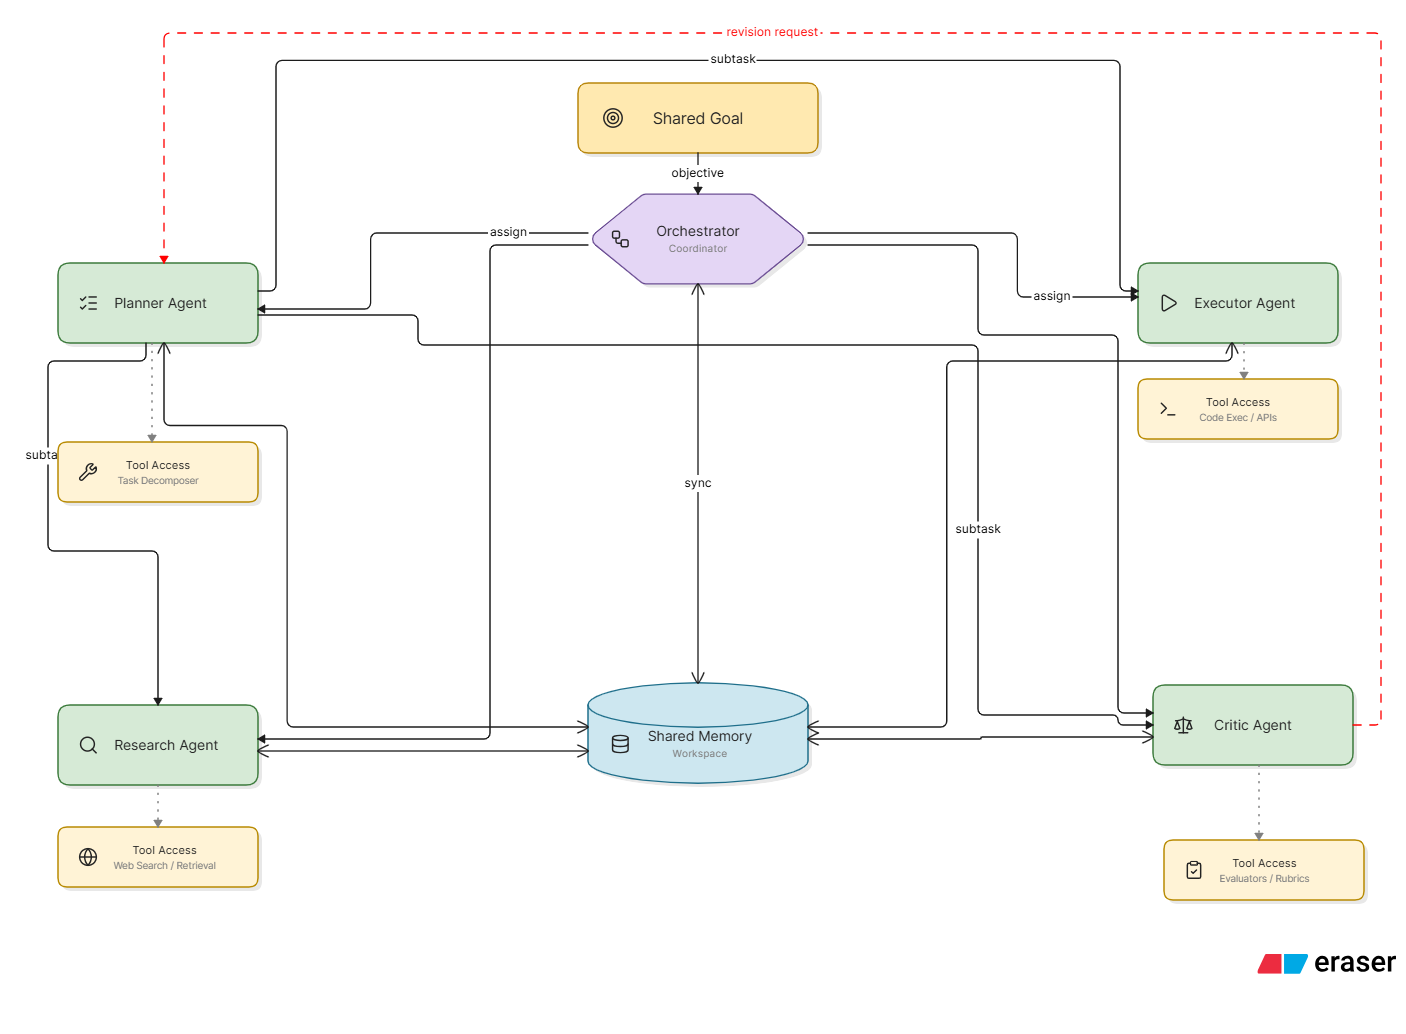 revision request
subtask
Shared Goal
objective
assign
Orchestrator
Coordinator
assign
Planner Agent
Executor Agent
Tool Access
Code Exec / APIs
subta
Tool Access
Task Decomposer
sync
subtask
Shared Memory
Workspace
Research Agent
Critic Agent
Tool Access
Web Search / Retrieval
Tool Access
Evaluators / Rubrics
eraser